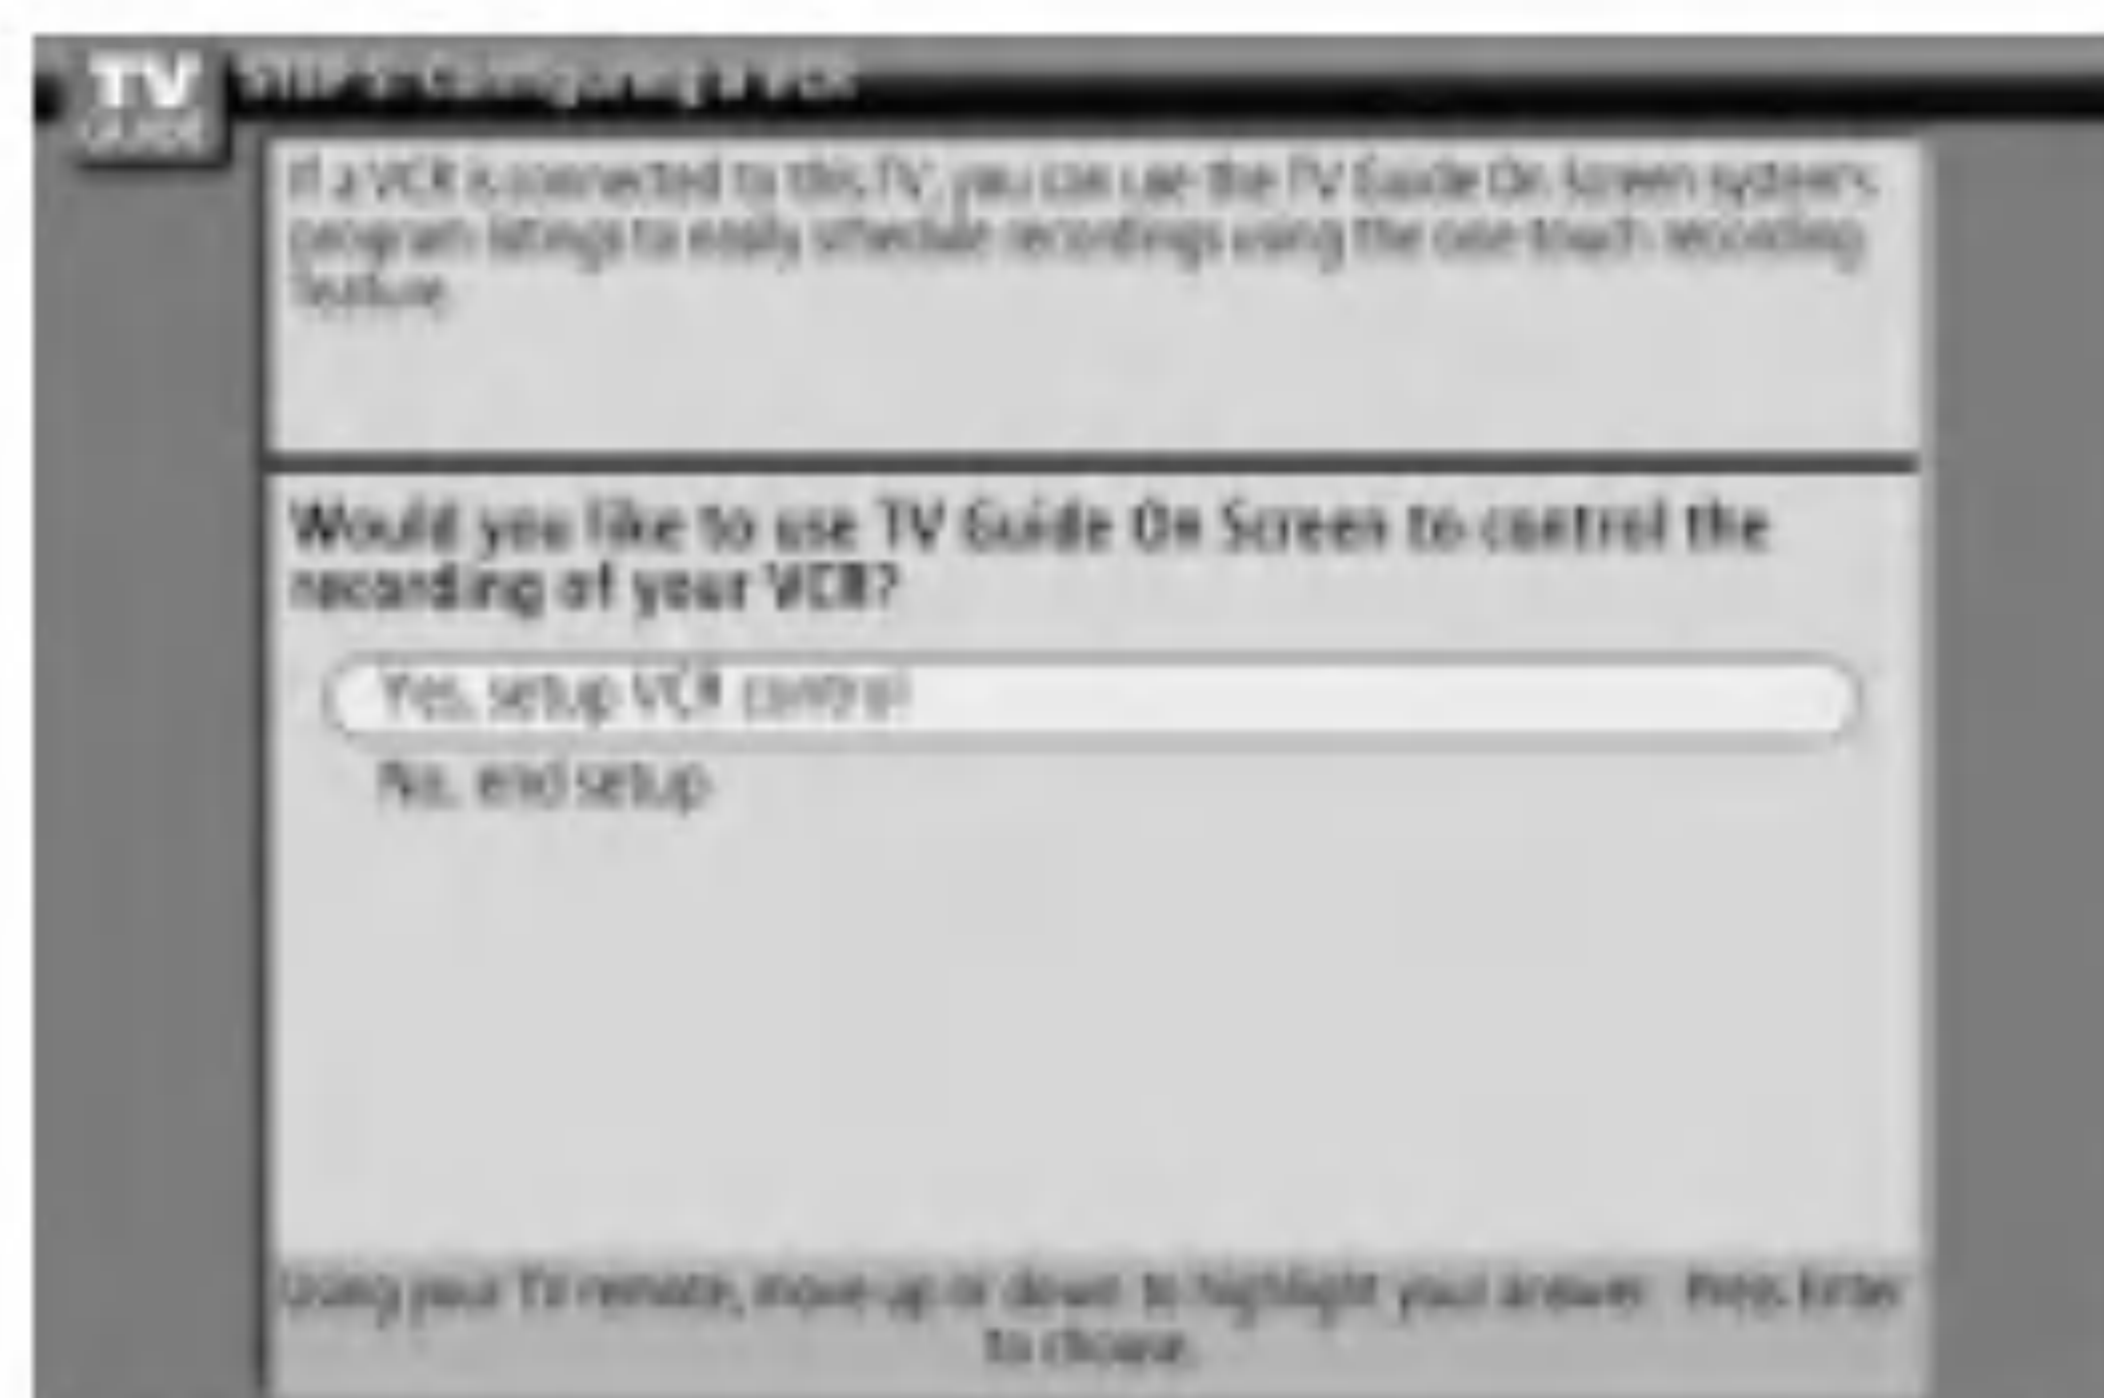 TV
GUIDE
Configuring a VCR
If a VCR is connected to this TV, you can use the TV Guide On Screen system's
program listings to easily schedule recordings using the one-touch recording
feature.
Would you like to use TV Guide On Screen to control the
recording of your VCR?
Yes, setup VCR control
No, end setup
Using your TV remote, move up or down to highlight your answer. Press Enter
to choose.